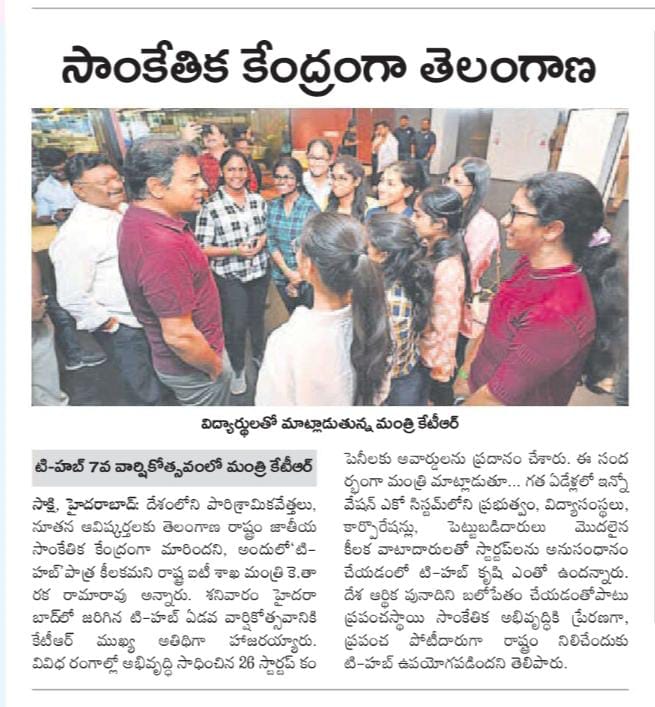 సాంకేతిక కేంద్రంగా తెలంగాణ
విద్యార్థులతో మాట్లాడుతున్న మంత్రి కేటీఆర్
టి-హబ్ 7వ వార్షికోత్సవంలో మంత్రి కేటీఆర్
సాక్షి, హైదరాబాద్: దేశంలోని పారిశ్రామికవేత్తలు,
నూతన ఆవిష్కర్తలకు తెలంగాణ రాష్ట్రం జాతీయ
సాంకేతిక కేంద్రంగా మారిందని, అందులో ‘టి-
హబ్’ పాత్ర కీలకమని రాష్ట్ర ఐటీ శాఖ మంత్రి కె.తా
రక రామారావు అన్నారు. శనివారం హైదరా
బాద్‌లో జరిగిన టి-హబ్ ఏడవ వార్షికోత్సవానికి
కేటీఆర్ ముఖ్య అతిథిగా హాజరయ్యారు.
వివిధ రంగాల్లో అభివృద్ధి సాధించిన 26 స్టార్టప్ కం
పెనీలకు అవార్డులను ప్రదానం చేశారు. ఈ సంద
ర్భంగా మంత్రి మాట్లాడుతూ... గత ఏడేళ్లలో ఇన్నో
వేషన్ ఎకో సిస్టమ్‌లోని ప్రభుత్వం, విద్యాసంస్థలు,
కార్పొరేషన్లు, పెట్టుబడిదారులు మొదలైన
కీలక వాటాదారులతో స్టార్టప్‌లను అనుసంధానం
చేయడంలో టి-హబ్ కృషి ఎంతో ఉందన్నారు.
దేశ ఆర్థిక పునాదిని బలోపేతం చేయడంతోపాటు
ప్రపంచస్థాయి సాంకేతిక అభివృద్ధికి ప్రేరణగా,
ప్రపంచ పోటీదారుగా రాష్ట్రం నిలిచేందుకు
టి-హబ్ ఉపయోగపడిందని తెలిపారు.